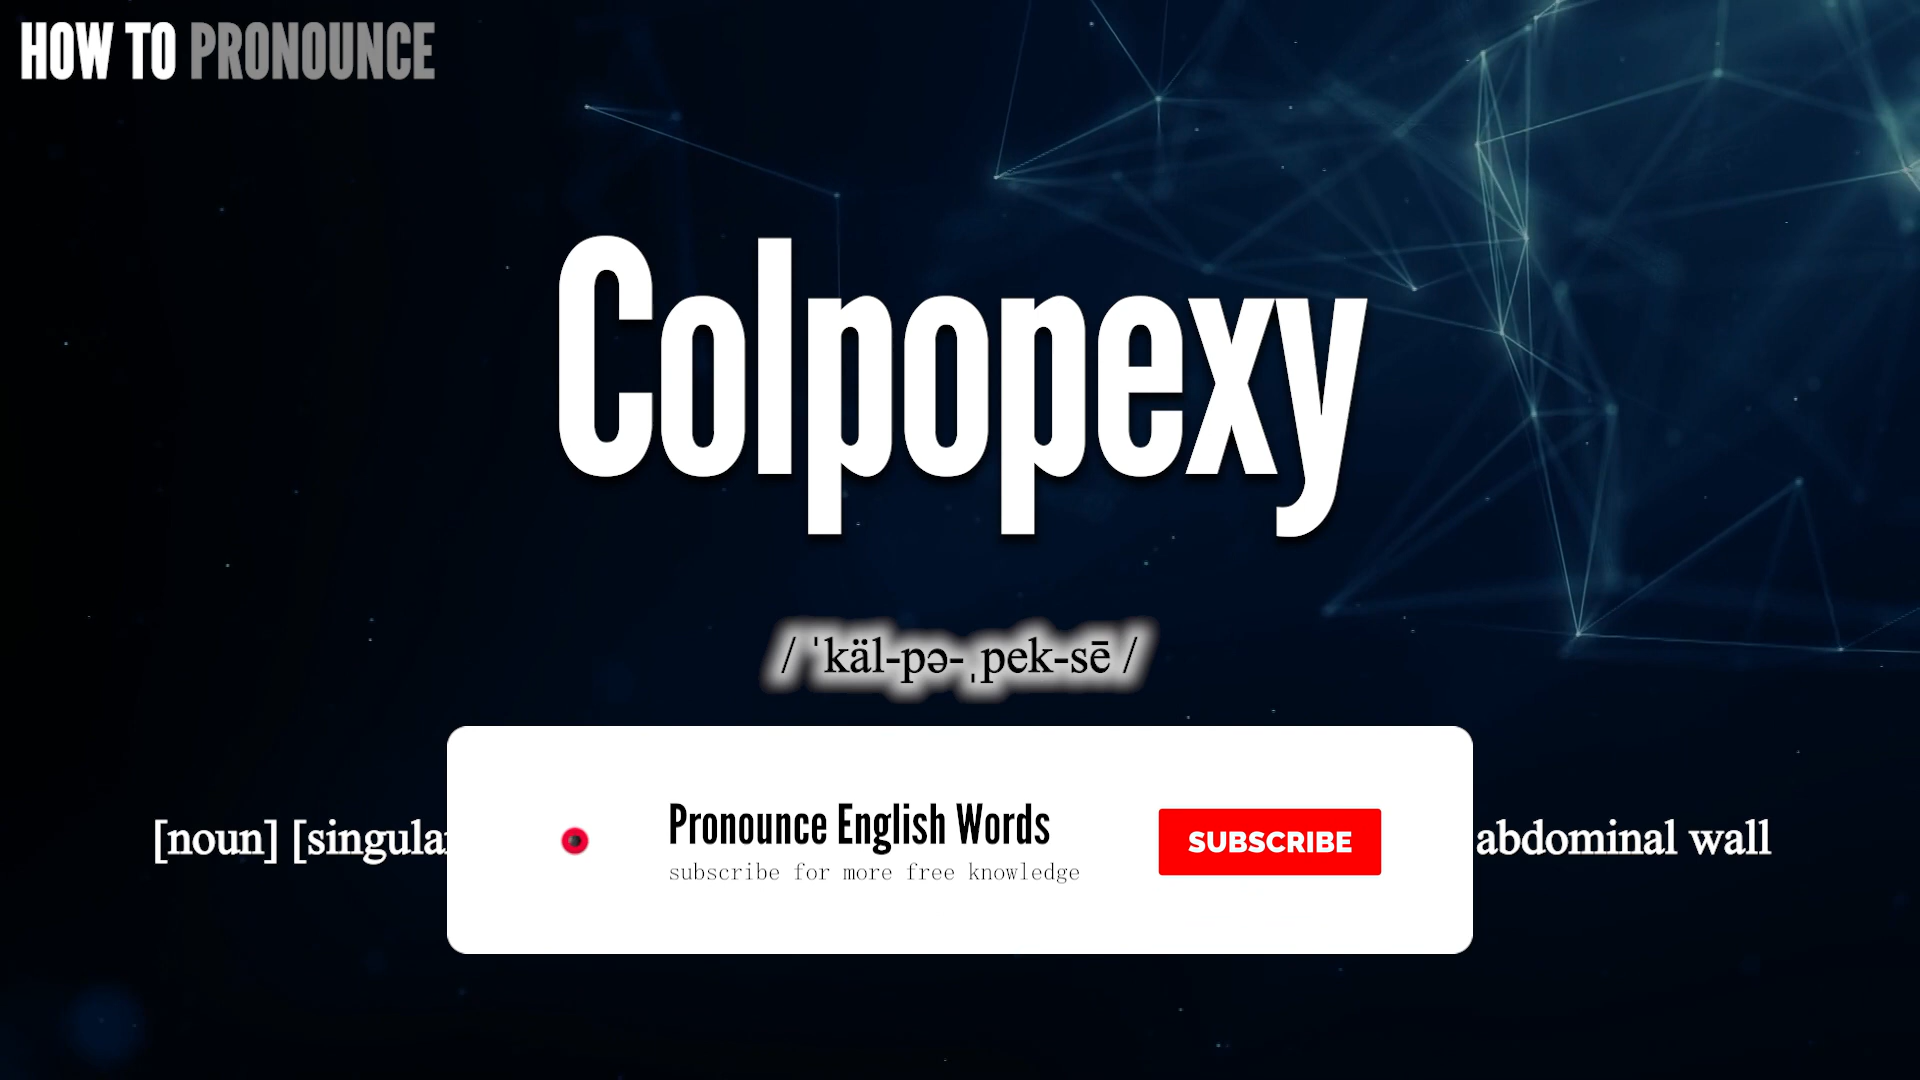 HOW TO PRONOUNCE
Colpopexy
/ ˈkäl-pə-ˌpek-sē /
[noun] [singular
abdominal wall
Pronounce English Words
subscribe for more free knowledge
SUBSCRIBE